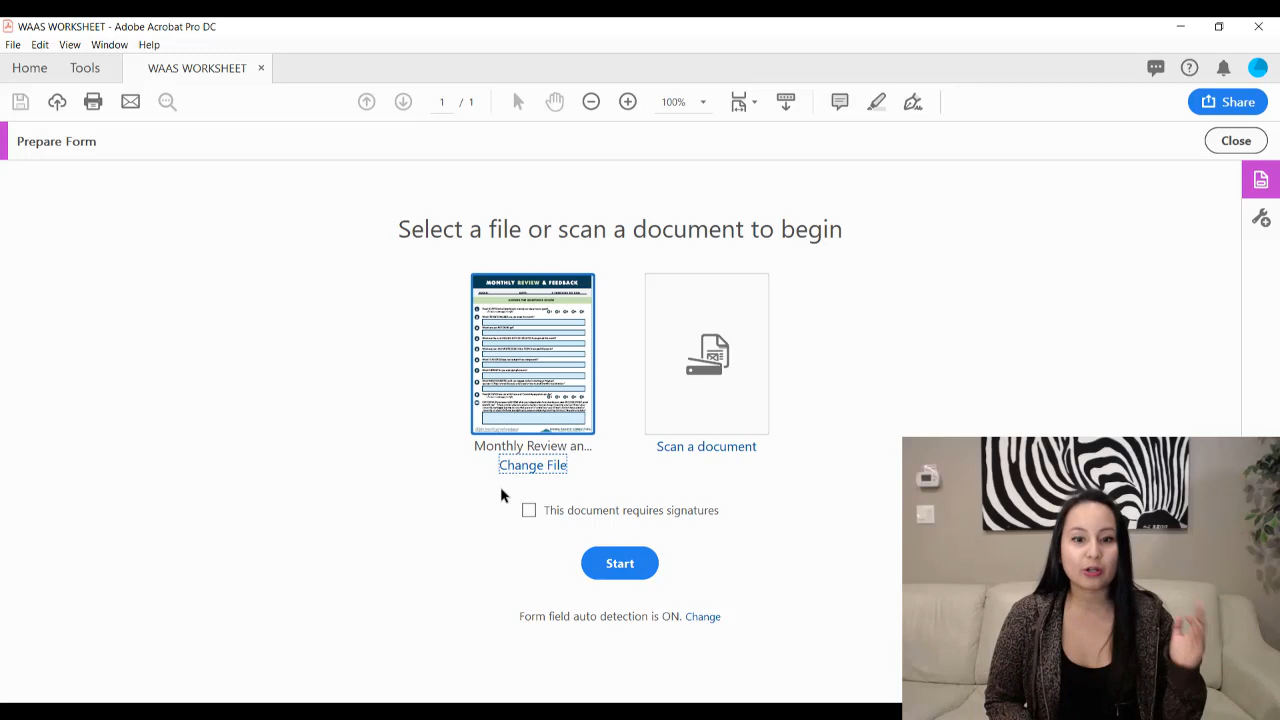 WAAS WORKSHEET - Adobe Acrobat Pro DC
File Edit View Window Help
Home Tools WAAS WORKSHEET ×
1 / 1 100% Share
Prepare Form Close
Select a file or scan a document to begin
MONTHLY REVIEW & FEEDBACK
Monthly Review an... Scan a document
Change File
This document requires signatures
Start
Form field auto detection is ON. Change